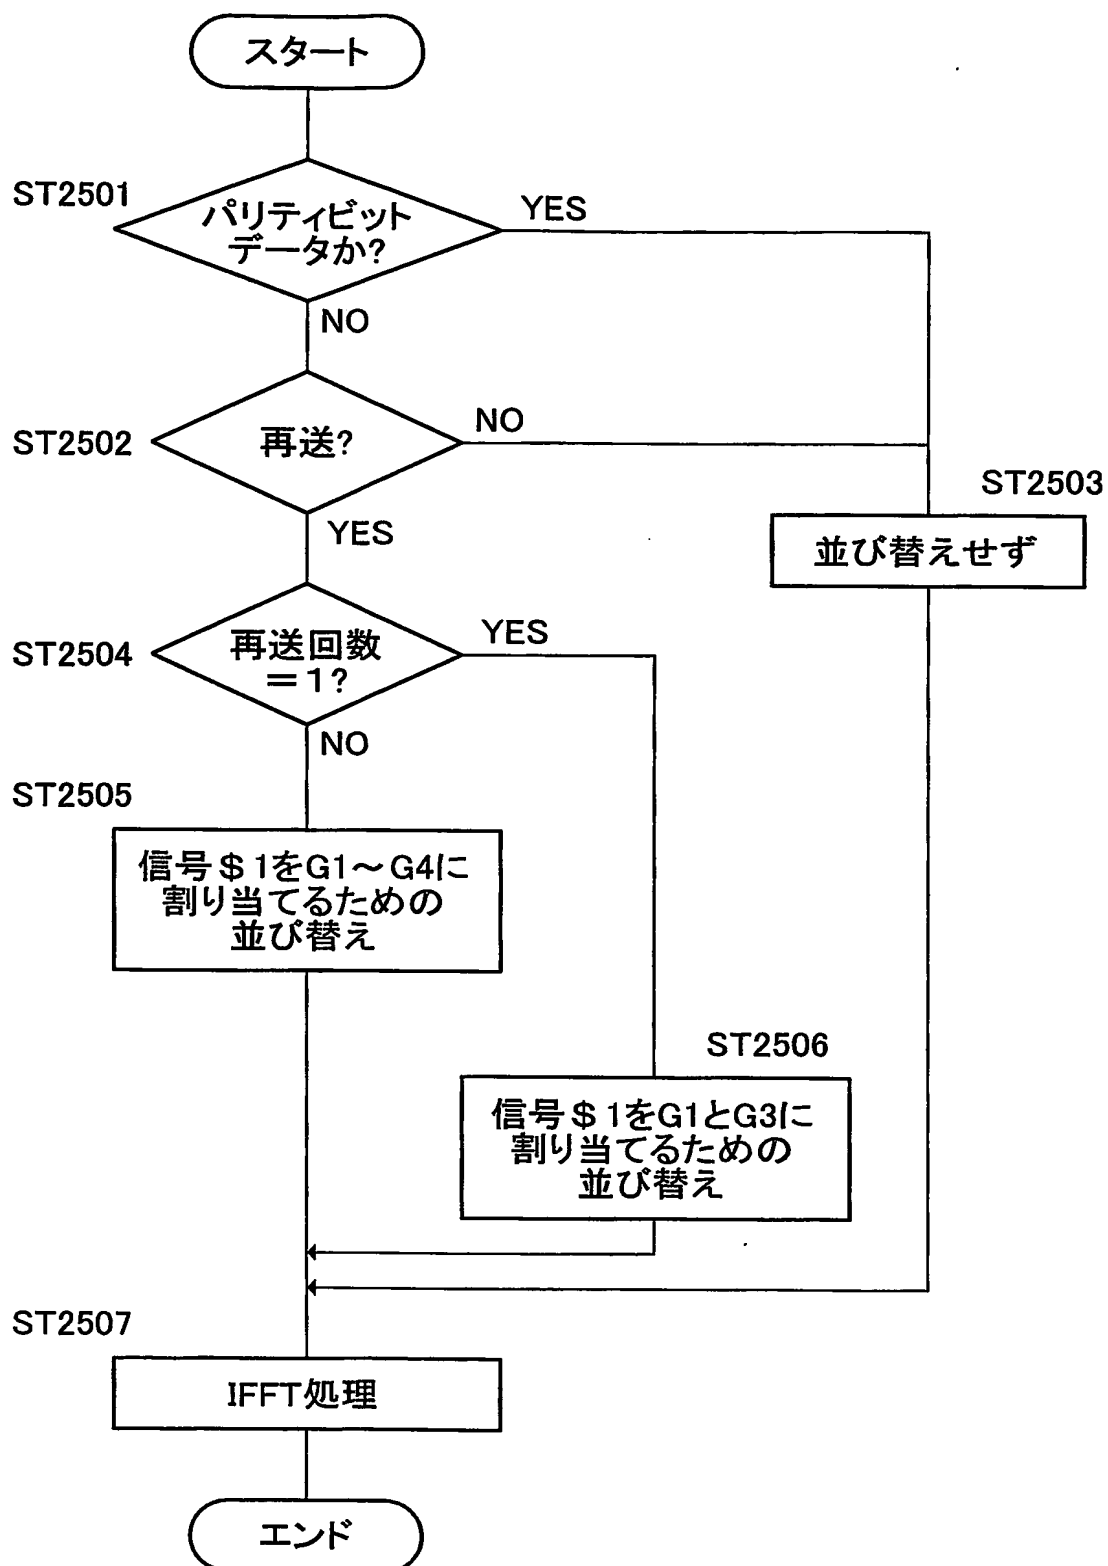 スタート
ST2501
パリティビット
データか?
YES
NO
ST2502
再送?
NO
YES
ST2503
並び替えせず
ST2504
再送回数
=1?
YES
NO
ST2505
信号$1をG1~G4に
割り当てるための
並び替え
ST2506
信号$1をG1とG3に
割り当てるための
並び替え
ST2507
IFFT処理
エンド